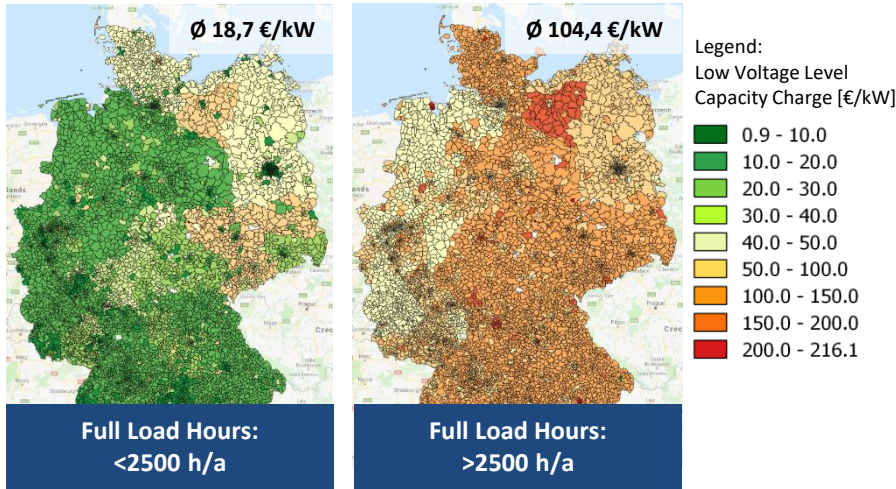 Ø 18,7 €/kW
Ø 104,4 €/kW
Legend:
Low Voltage Level
Capacity Charge [€/kW]
0.9 - 10.0
10.0 - 20.0
20.0 - 30.0
30.0 - 40.0
40.0 - 50.0
50.0 - 100.0
100.0 - 150.0
150.0 - 200.0
200.0 - 216.1
Full Load Hours:
<2500 h/a
Full Load Hours:
>2500 h/a